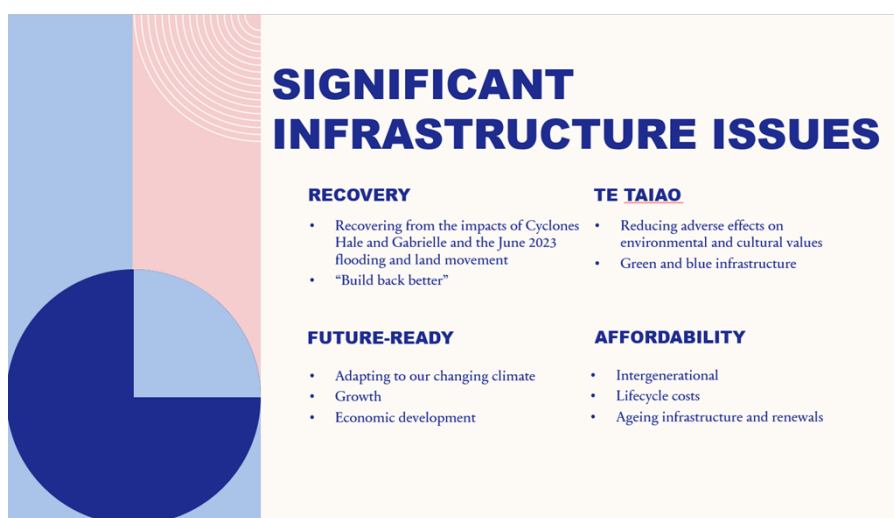 SIGNIFICANT
INFRASTRUCTURE ISSUES
RECOVERY
• Recovering from the impacts of Cyclones
Hale and Gabrielle and the June 2023
flooding and land movement
• “Build back better”
TE TAIAO
• Reducing adverse effects on
environmental and cultural values
• Green and blue infrastructure
FUTURE-READY
• Adapting to our changing climate
• Growth
• Economic development
AFFORDABILITY
• Intergenerational
• Lifecycle costs
• Ageing infrastructure and renewals